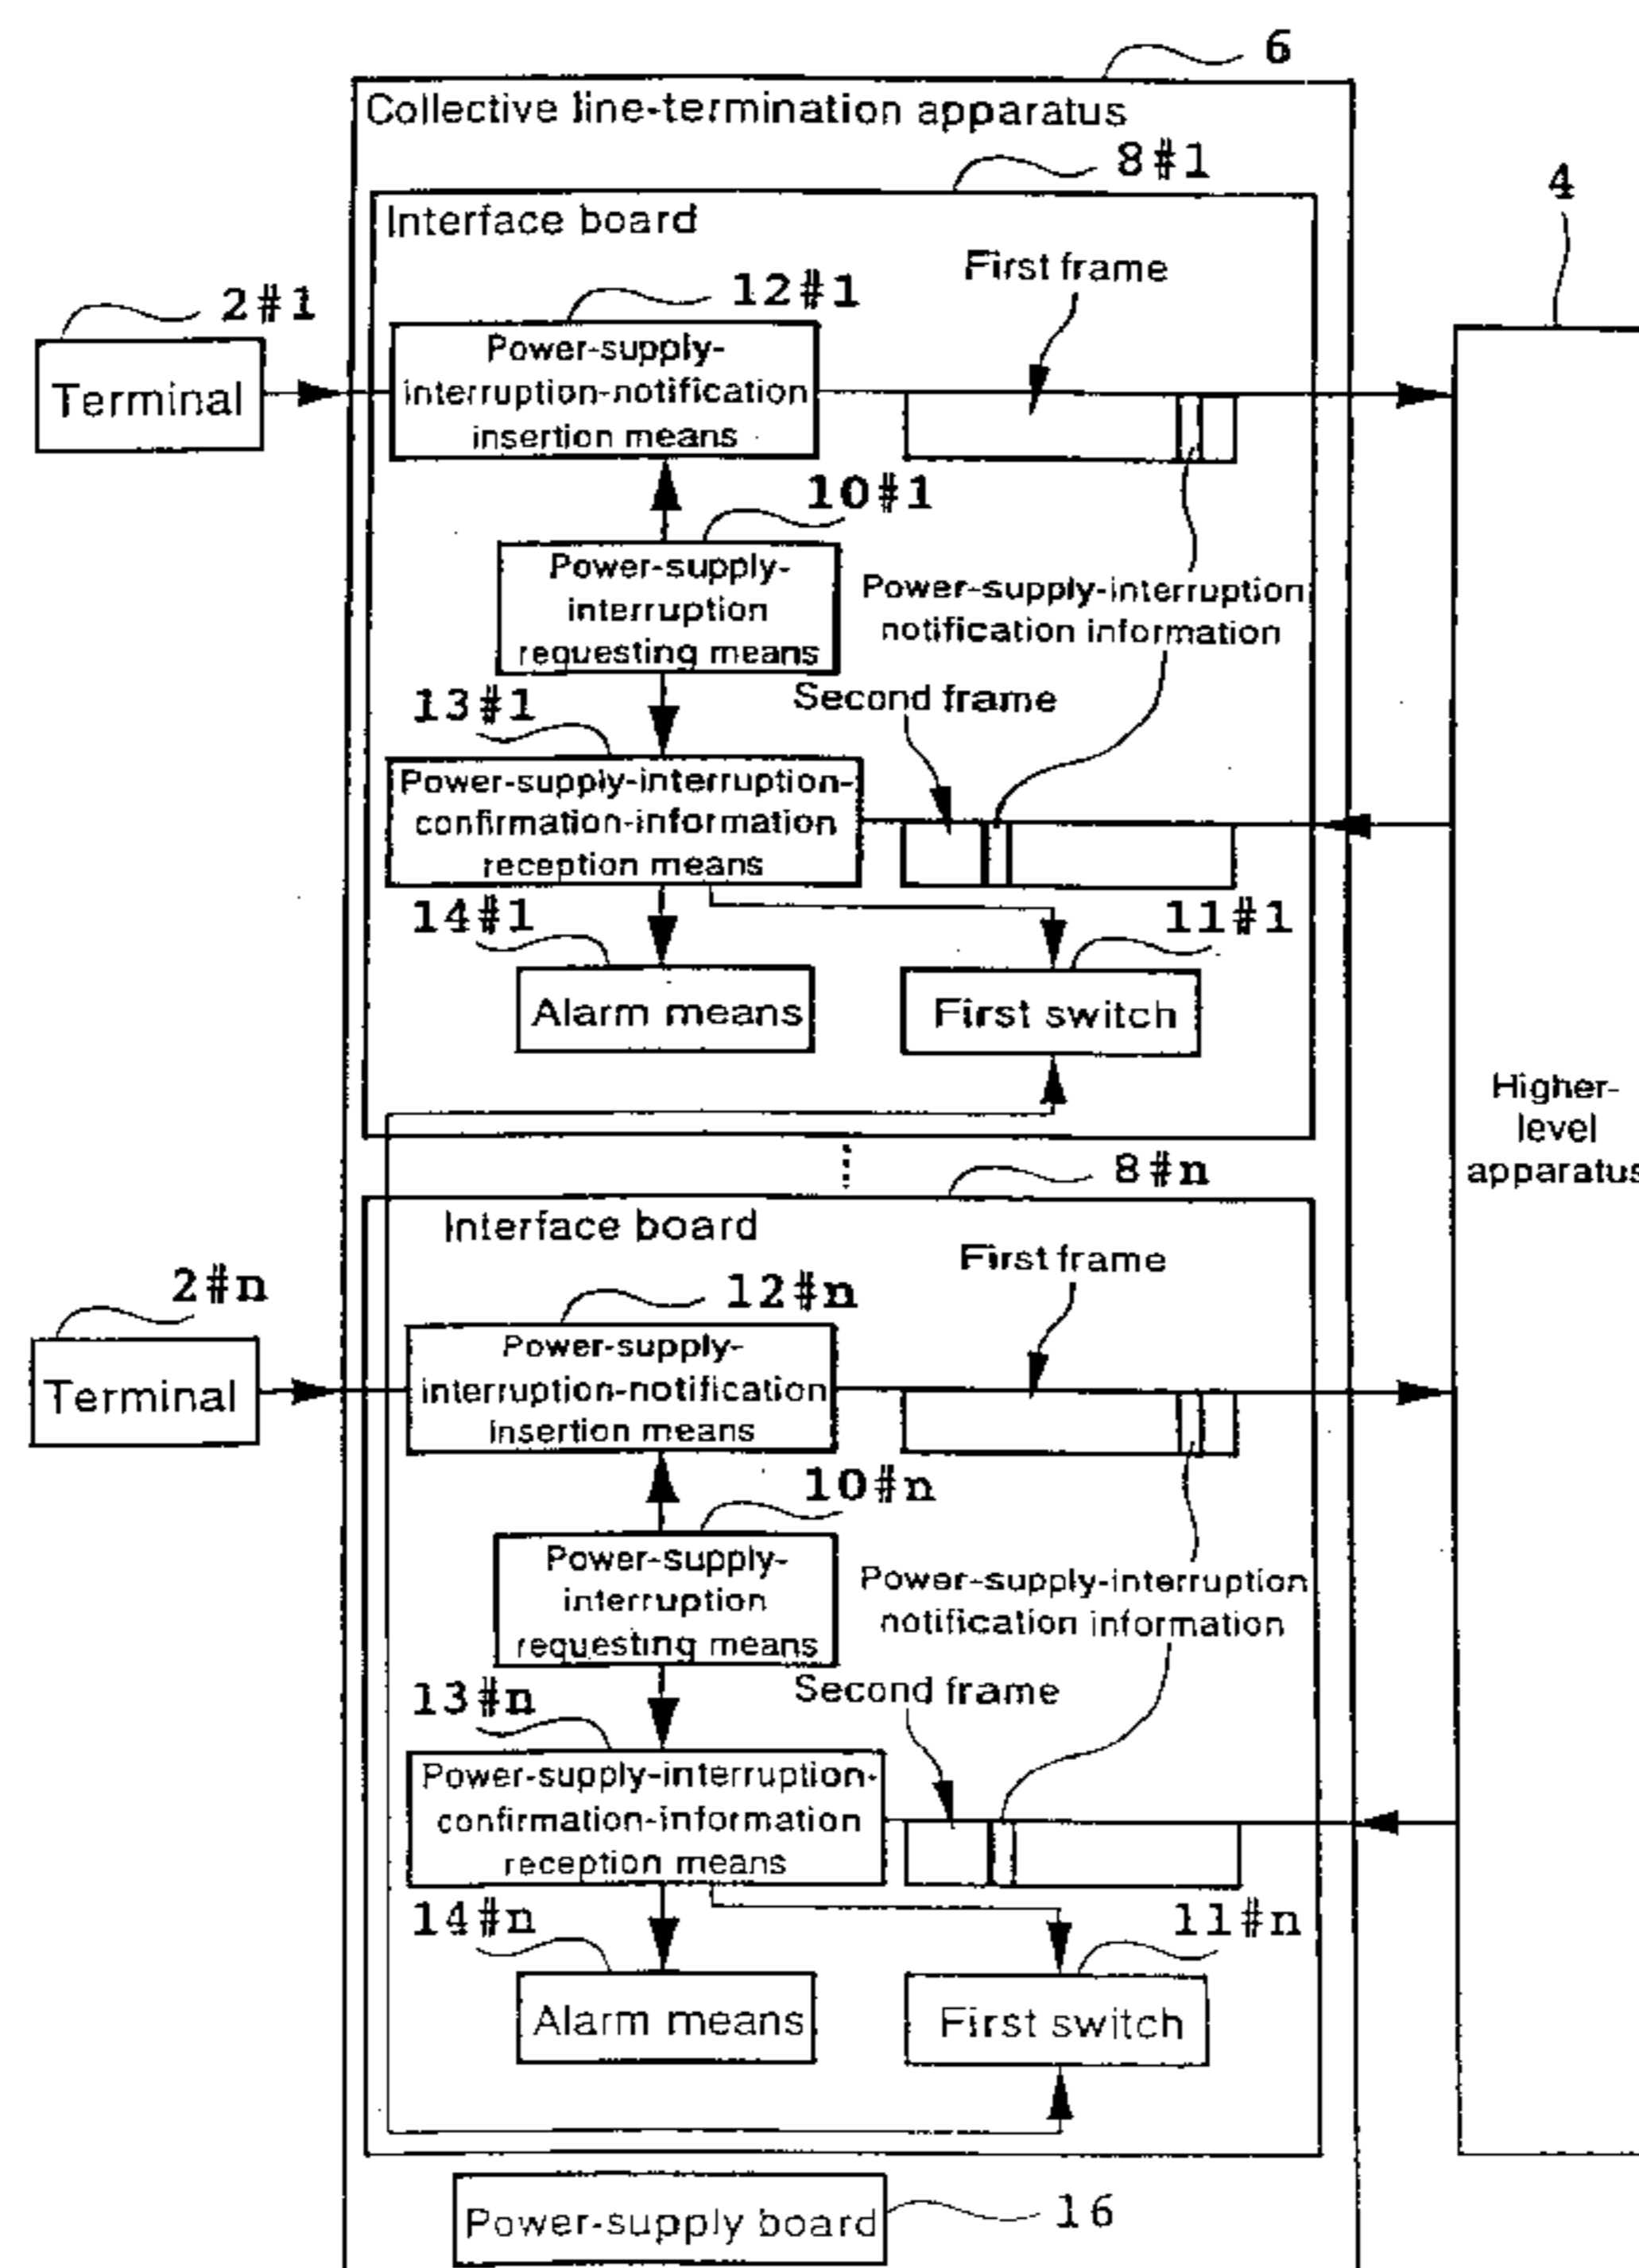 6
Collective line-termination apparatus
8#1
Interface board
4
First frame
12#1
2#1
Power-supply-
interruption-notification
insertion means
Terminal
10#1
Power-supply-
interruption
requesting means
Power-supply-interruption
notification information
13#1
Second frame
Power-supply-interruption-
confirmation-information
reception means
14#1
11#1
Alarm means
First switch
Higher-
level
apparatus
8#n
Interface board
First frame
2#n
12#n
Power-supply-
interruption-notification
insertion means
Terminal
10#n
Power-supply-
interruption
requesting means
Power-supply-interruption
notification information
13#n
Second frame
Power-supply-interruption-
confirmation-information
reception means
14#n
11#n
Alarm means
First switch
Power-supply board
16